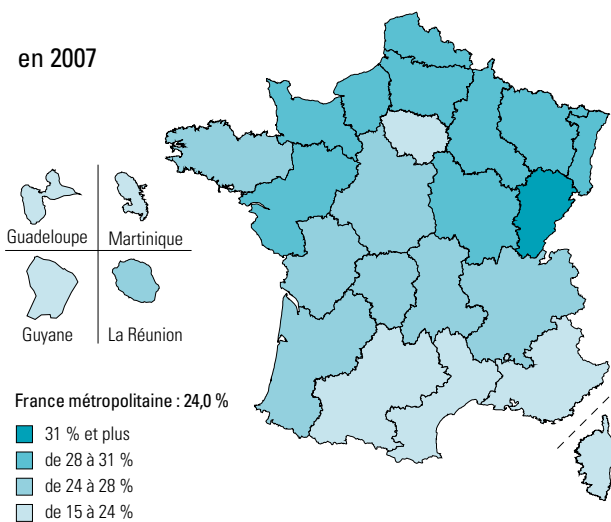 en 2007
Guadeloupe
Martinique
Guyane
La Réunion
France métropolitaine : 24,0 %
31 % et plus
de 28 à 31 %
de 24 à 28 %
de 15 à 24 %